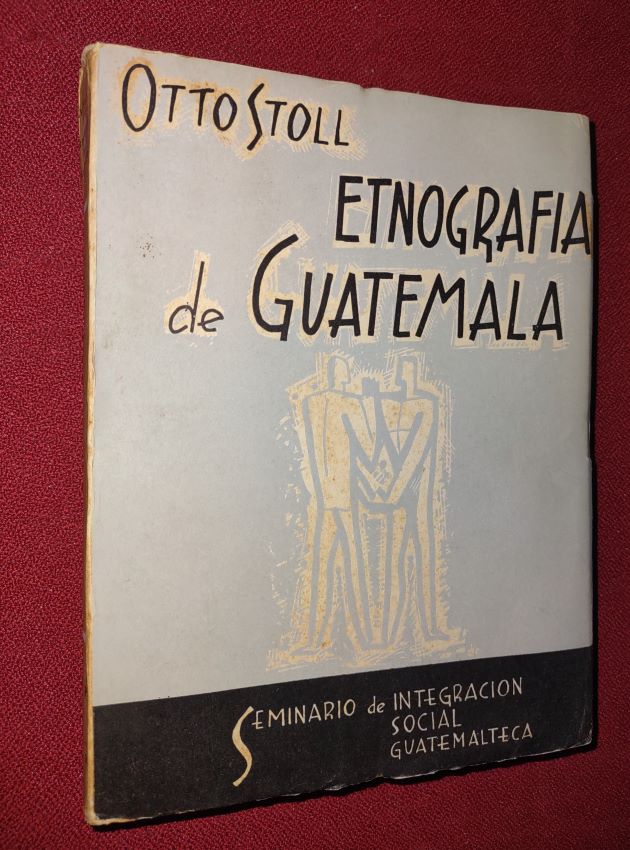 OTTO STOLL
ETNOGRAFIA
de GUATEMALA
SEMINARIO de INTEGRACION
SOCIAL
GUATEMALTECA